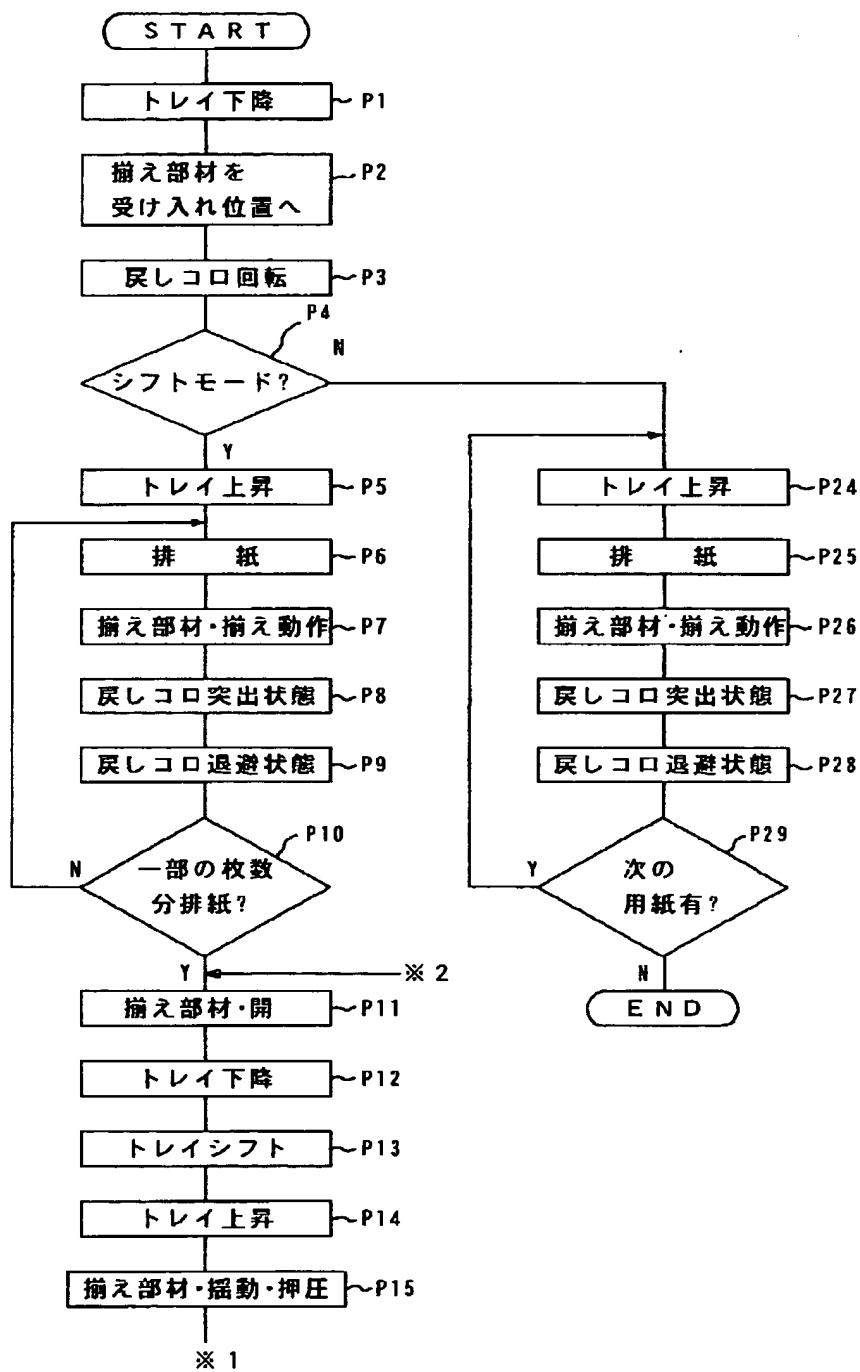 START
トレイ下降 P1
揃え部材を
受け入れ位置へ P2
戻しコロ回転 P3
P4
シフトモード?
N
Y
トレイ上昇 P5
排 紙 P6
揃え部材・揃え動作 P7
戻しコロ突出状態 P8
戻しコロ退避状態 P9
P10
一部の枚数
分排紙?
N
Y
※2
揃え部材・開 P11
トレイ下降 P12
トレイシフト P13
トレイ上昇 P14
揃え部材・揺動・押圧 P15
※1
トレイ上昇 P24
排 紙 P25
揃え部材・揃え動作 P26
戻しコロ突出状態 P27
戻しコロ退避状態 P28
P29
次の
用紙有?
Y
N
END